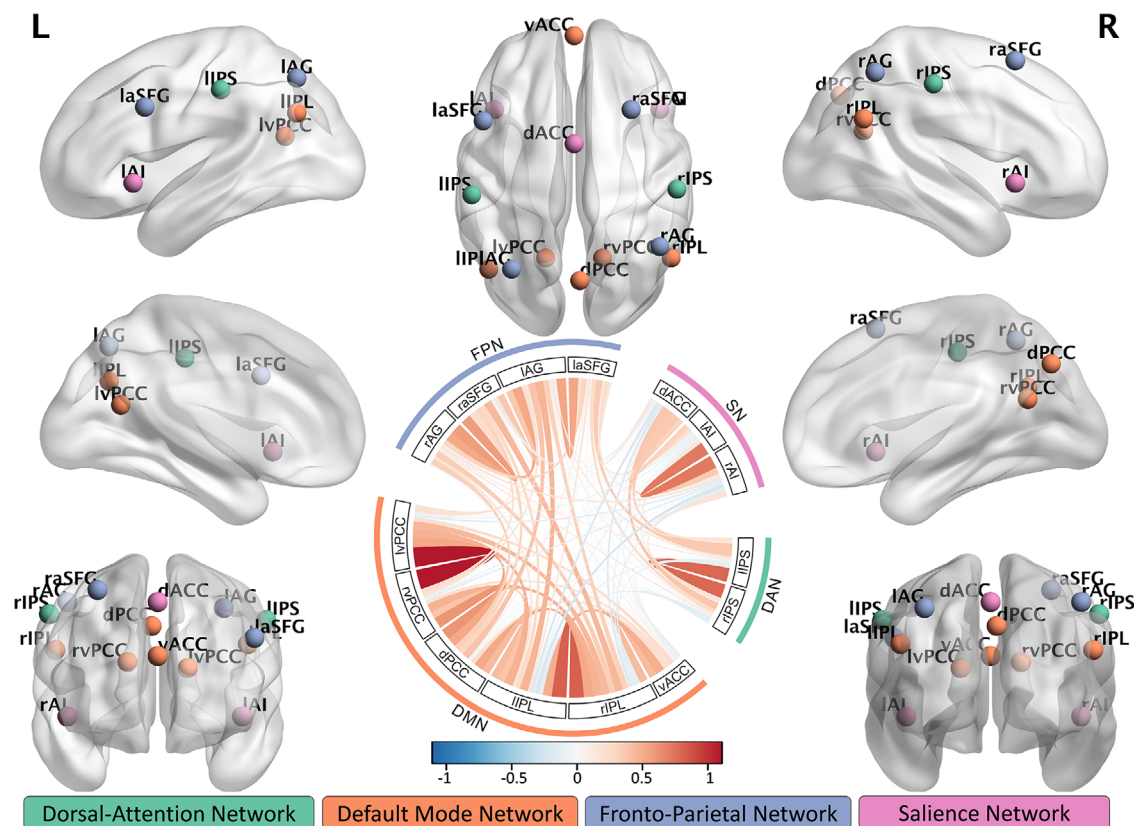 L
R
lAG
lIPS
laSFG
lIPL
lvPCC
lAI
vACC
lAI
raSFG
laSFG
dACC
lIPS
rIPS
lvPCC
rvPCC
rAG
lIPL
lAG
rIPL
dPCC
raSFG
rAG
rIPS
dPCC
rIPL
rvPCC
rAI
lAG
lIPS
laSFG
lIPL
lvPCC
lAI
FPN
lAG
laSFG
raSFG
rAG
SN
dACC
lAI
rAI
lvPCC
rvPCC
dPCC
lIPL
rIPL
vACC
DMN
lIPS
rIPS
DAN
raSFG
rAG
rIPS
dPCC
rIPL
rvPCC
rAI
raSFG
rAG
rIPS
dACC
lAG
lIPS
dPCC
laSFG
rIPL
rvPCC
vACC
lvPCC
rAI
lAI
dACC
raSFG
rAG
lAG
rIPS
lIPS
dPCC
lIPL
vACC
rIPL
lvPCC
rvPCC
lAI
rAI
-1 -0.5 0 0.5 1
Dorsal-Attention Network
Default Mode Network
Fronto-Parietal Network
Salience Network